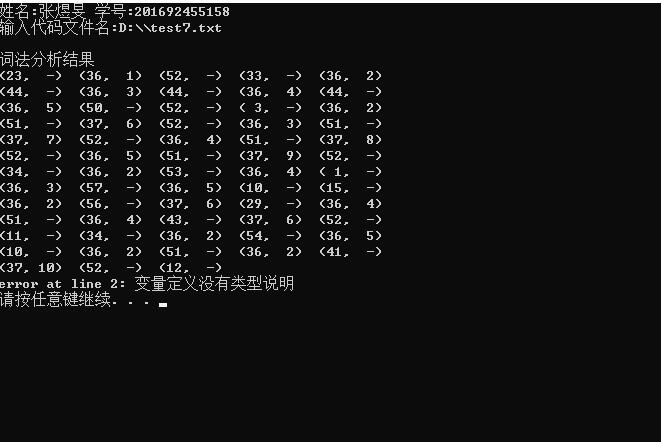 姓名:张煜旻 学号:201692455158
输入代码文件名:D:\\test7.txt
词法分析结果
(23, -) (36, 1) (52, -) (33, -) (36, 2)
(44, -) (36, 3) (44, -) (36, 4) (44, -)
(36, 5) (50, -) (52, -) ( 3, -) (36, 2)
(51, -) (37, 6) (52, -) (36, 3) (51, -)
(37, 7) (52, -) (36, 4) (51, -) (37, 8)
(52, -) (36, 5) (51, -) (37, 9) (52, -)
(34, -) (36, 2) (53, -) (36, 4) ( 1, -)
(36, 3) (57, -) (36, 5) (10, -) (15, -)
(36, 2) (56, -) (37, 6) (29, -) (36, 4)
(51, -) (36, 4) (43, -) (37, 6) (52, -)
(11, -) (34, -) (36, 2) (54, -) (36, 5)
(10, -) (36, 2) (51, -) (36, 2) (41, -)
(37, 10) (52, -) (12, -)
error at line 2: 变量定义没有类型说明
请按任意键继续. . .